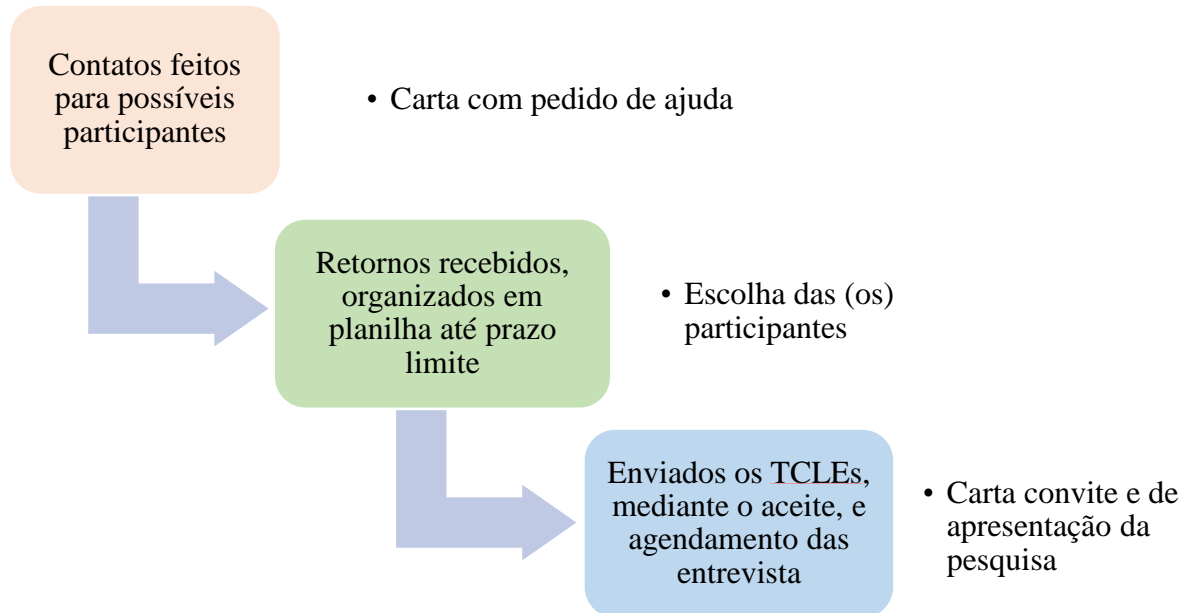 Contatos feitos
para possíveis
participantes
• Carta com pedido de ajuda
Retornos recebidos,
organizados em
planilha até prazo
limite
• Escolha das (os)
participantes
Enviados os TCLEs,
mediante o aceite, e
agendamento das
entrevista
• Carta convite e de
apresentação da
pesquisa